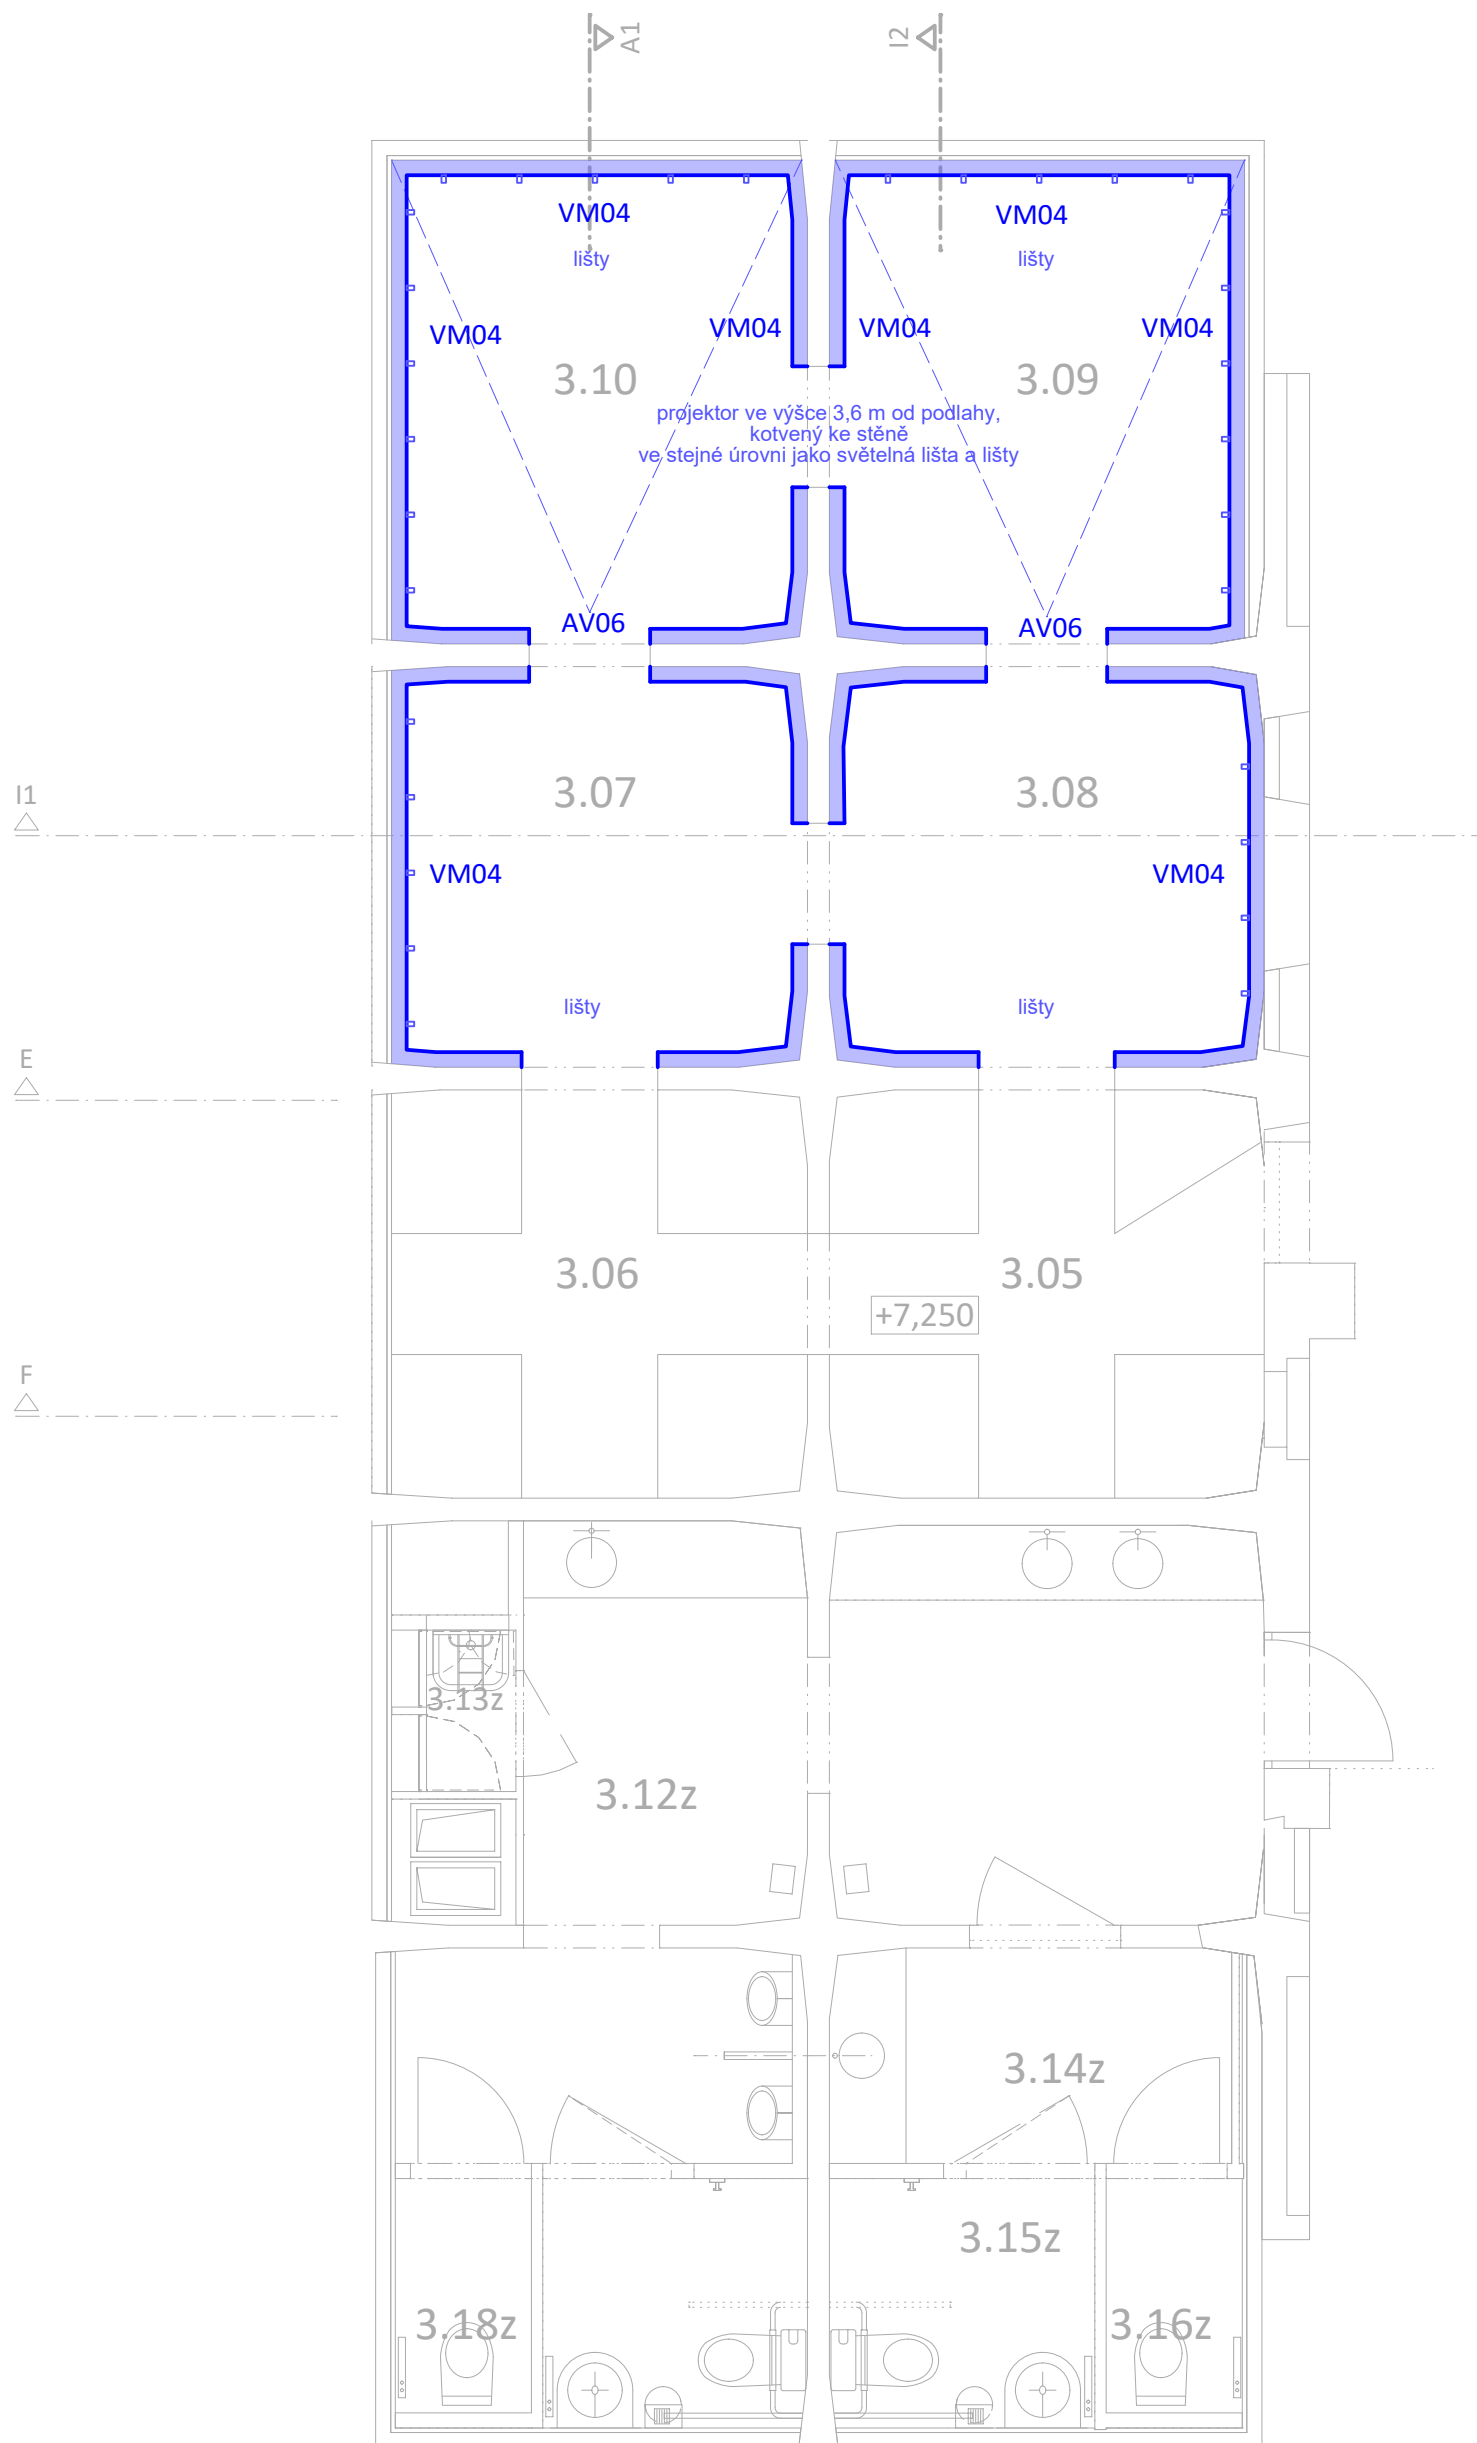 A1
I2
VM04
VM04
lišty
lišty
VM04
VM04
VM04
VM04
3.10
3.09
projektor ve výšce 3,6 m od podlahy,
kotvený ke stěně
ve stejné úrovni jako světelná lišta a lišty
AV06
AV06
I1
3.07
3.08
VM04
VM04
lišty
lišty
E
3.06
3.05
+7,250
F
3.13z
3.12z
3.14z
3.15z
3.18z
3.16z